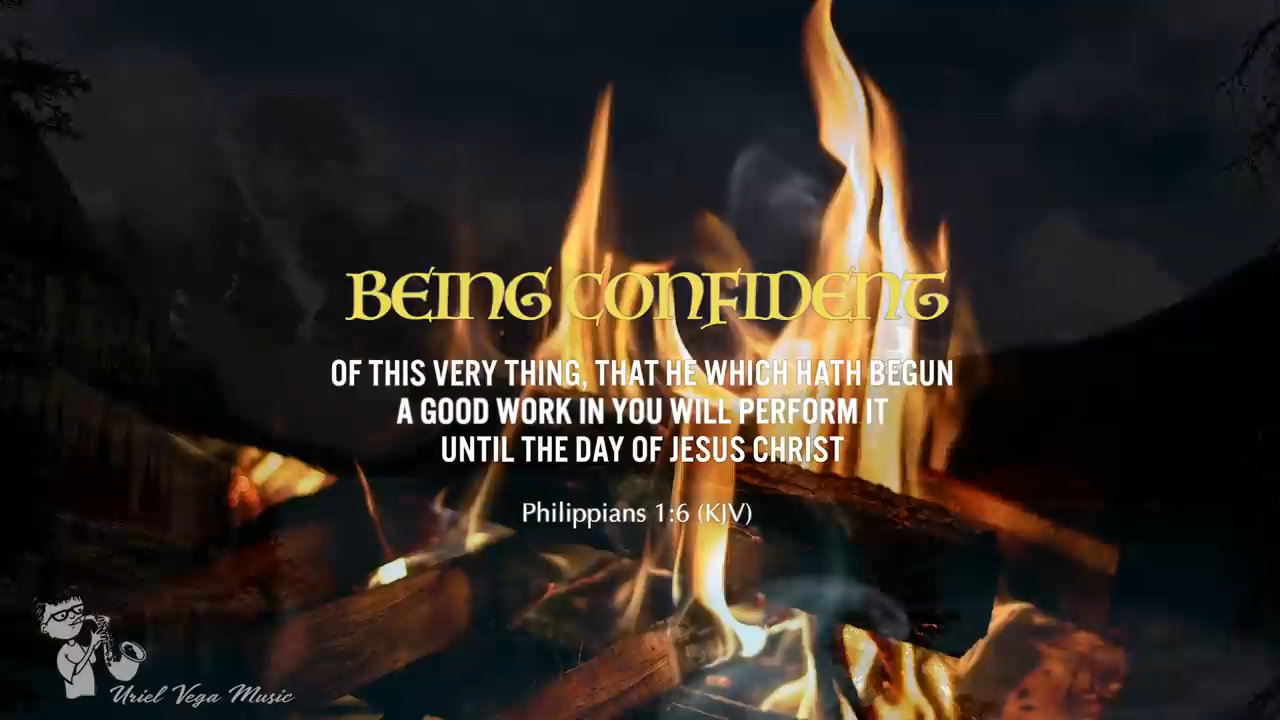 BEING CONFIDENT
OF THIS VERY THING, THAT HE WHICH HATH BEGUN
A GOOD WORK IN YOU WILL PERFORM IT
UNTIL THE DAY OF JESUS CHRIST
Philippians 1:6 (KJV)
Uriel Vega Music